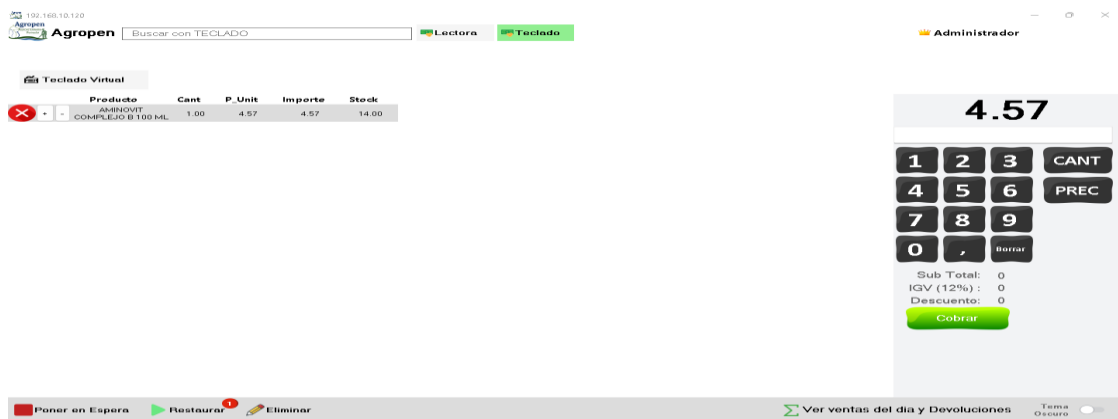 192.168.10.120
Agropen
Agropen Buscar con TECLADO Lectora Teclado Administrador
Teclado Virtual
Producto Cant P_Unit Importe Stock
+ - AMINOVIT COMPLEJO B 100 ML 1.00 4.57 4.57 14.00
4.57
1 2 3 CANT
4 5 6 PREC
7 8 9
0 , Borrar
Sub Total: 0
IGV (12%) : 0
Descuento: 0
Cobrar
Poner en Espera Restaurar 1 Eliminar Ver ventas del dia y Devoluciones Tema Oscuro